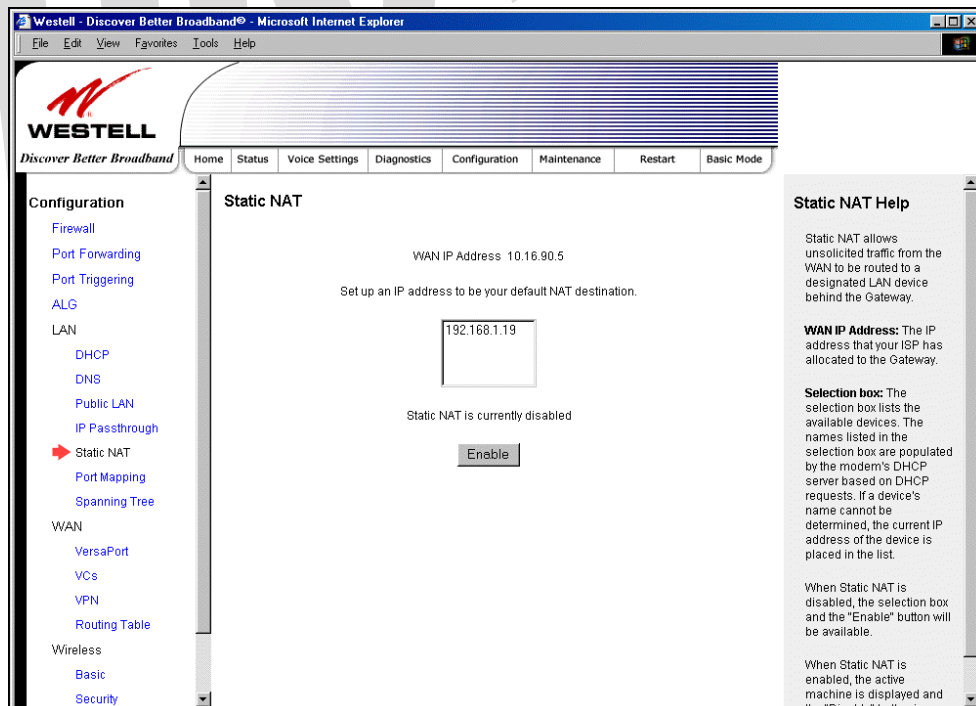 Westell - Discover Better Broadband® - Microsoft Internet Explorer
File Edit View Favorites Tools Help
WESTELL
Discover Better Broadband
Home Status Voice Settings Diagnostics Configuration Maintenance Restart Basic Mode
Configuration
Firewall
Port Forwarding
Port Triggering
ALG
LAN
DHCP
DNS
Public LAN
IP Passthrough
Static NAT
Port Mapping
Spanning Tree
WAN
VersaPort
VCs
VPN
Routing Table
Wireless
Basic
Security
Static NAT
WAN IP Address 10.16.90.5
Set up an IP address to be your default NAT destination.
192.168.1.19
Static NAT is currently disabled
Enable
Static NAT Help
Static NAT allows
unsolicited traffic from the
WAN to be routed to a
designated LAN device
behind the Gateway.
WAN IP Address: The IP
address that your ISP has
allocated to the Gateway.
Selection box: The
selection box lists the
available devices. The
names listed in the
selection box are populated
by the modem's DHCP
server based on DHCP
requests. If a device's
name cannot be
determined, the current IP
address of the device is
placed in the list.
When Static NAT is
disabled, the selection box
and the "Enable" button will
be available.
When Static NAT is
enabled, the active
machine is displayed and